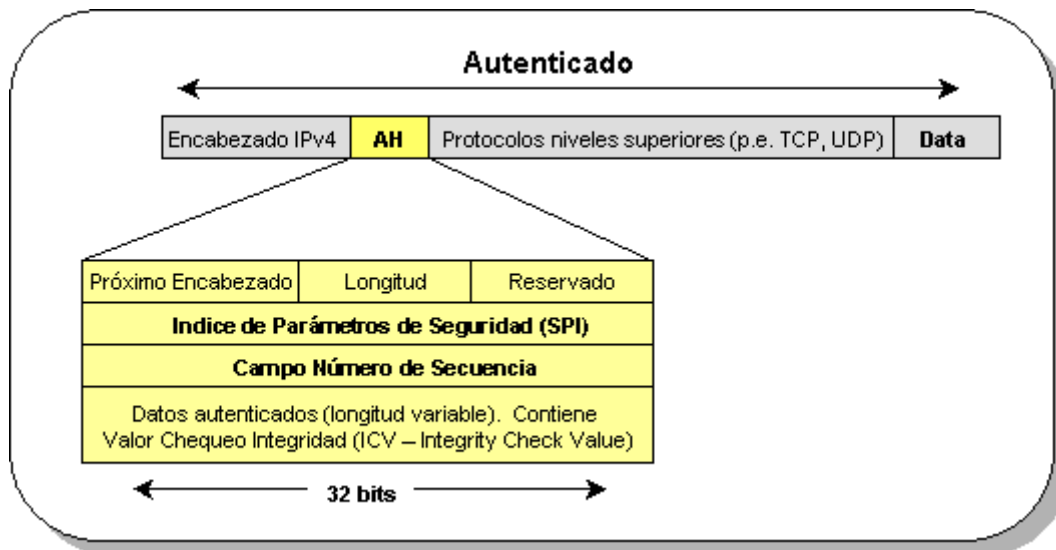 Autenticado
Encabezado IPv4 AH Protocolos niveles superiores (p.e. TCP, UDP) Data
Próximo Encabezado Longitud Reservado
Indice de Parámetros de Seguridad (SPI)
Campo Número de Secuencia
Datos autenticados (longitud variable). Contiene
Valor Chequeo Integridad (ICV – Integrity Check Value)
32 bits